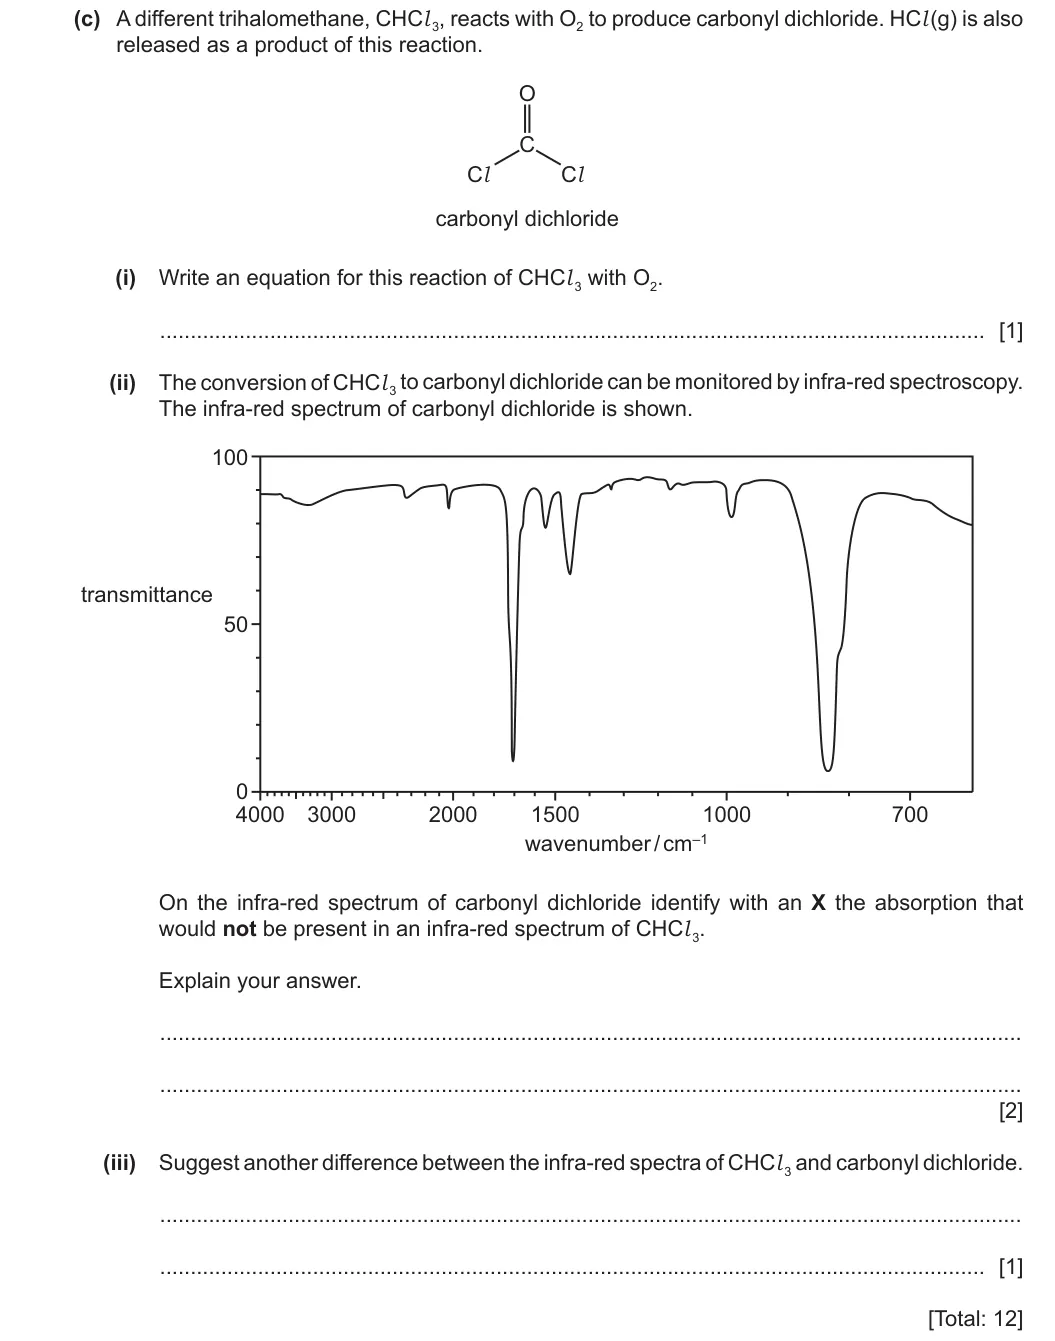 (c) A different trihalomethane, CHCl3, reacts with O2 to produce carbonyl dichloride. HCl(g) is also
released as a product of this reaction.
O
C
Cl Cl
carbonyl dichloride
(i) Write an equation for this reaction of CHCl3 with O2.
.................................................................................................................................. [1]
(ii) The conversion of CHCl3 to carbonyl dichloride can be monitored by infra-red spectroscopy.
The infra-red spectrum of carbonyl dichloride is shown.
100
transmittance
50
0
4000 3000 2000 1500 1000 700
wavenumber / cm–1
On the infra-red spectrum of carbonyl dichloride identify with an X the absorption that
would not be present in an infra-red spectrum of CHCl3.
Explain your answer.
..................................................................................................................................
..................................................................................................................................
[2]
(iii) Suggest another difference between the infra-red spectra of CHCl3 and carbonyl dichloride.
..................................................................................................................................
.................................................................................................................................. [1]
[Total: 12]